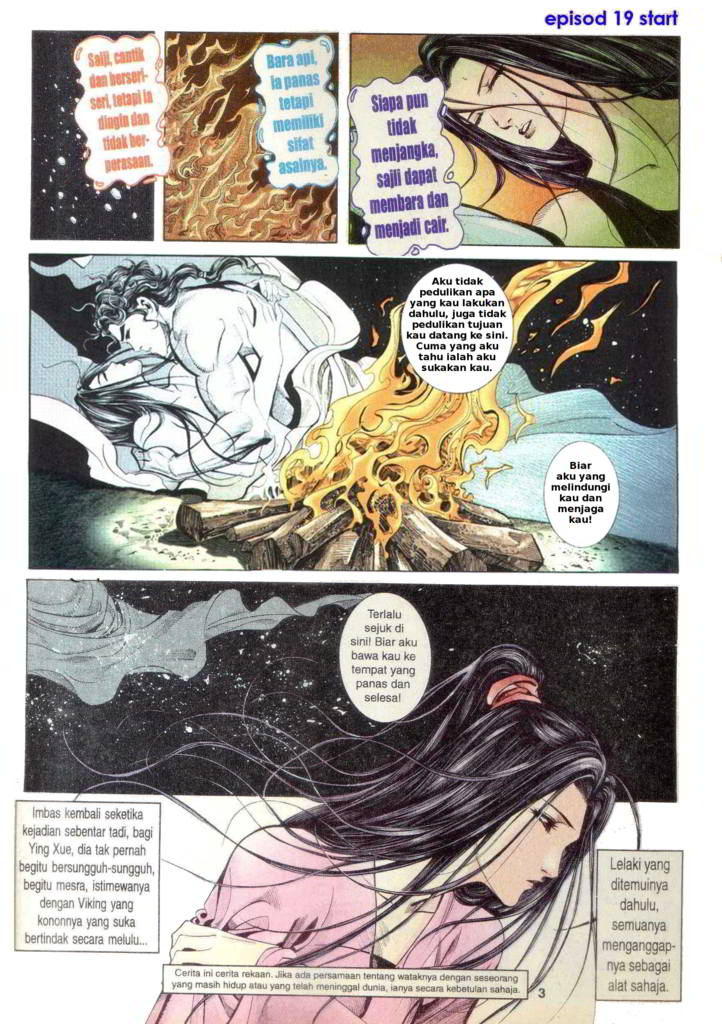 episod 19 start
Salji, cantik
dan berseri-
seri, tetapi ia
dingin dan
tidak ber-
perasaan.
Bara api,
ia panas
tetapi
memiliki
sifat
asalnya.
Siapa pun
tidak
menjangka,
salji dapat
membara dan
menjadi cair.
Aku tidak
pedulikan apa
yang kau lakukan
dahulu, juga tidak
pedulikan tujuan
kau datang ke sini.
Cuma yang aku
tahu ialah aku
sukakan kau.
Biar
aku yang
melindungi
kau dan
menjaga
kau!
Terlalu
sejuk di
sini! Biar aku
bawa kau ke
tempat yang
panas dan
selesa!
Imbas kembali seketika
kejadian sebentar tadi, bagi
Ying Xue, dia tak pernah
begitu bersungguh-sungguh,
begitu mesra, istimewanya
dengan Viking yang
kononnya yang suka
bertindak secara melulu...
Lelaki yang
ditemuinya
dahulu,
semuanya
menganggap-
nya sebagai
alat sahaja.
Cerita ini cerita rekaan. Jika ada persamaan tentang wataknya dengan seseorang
yang masih hidup atau yang telah meninggal dunia, ianya secara kebetulan sahaja.
3